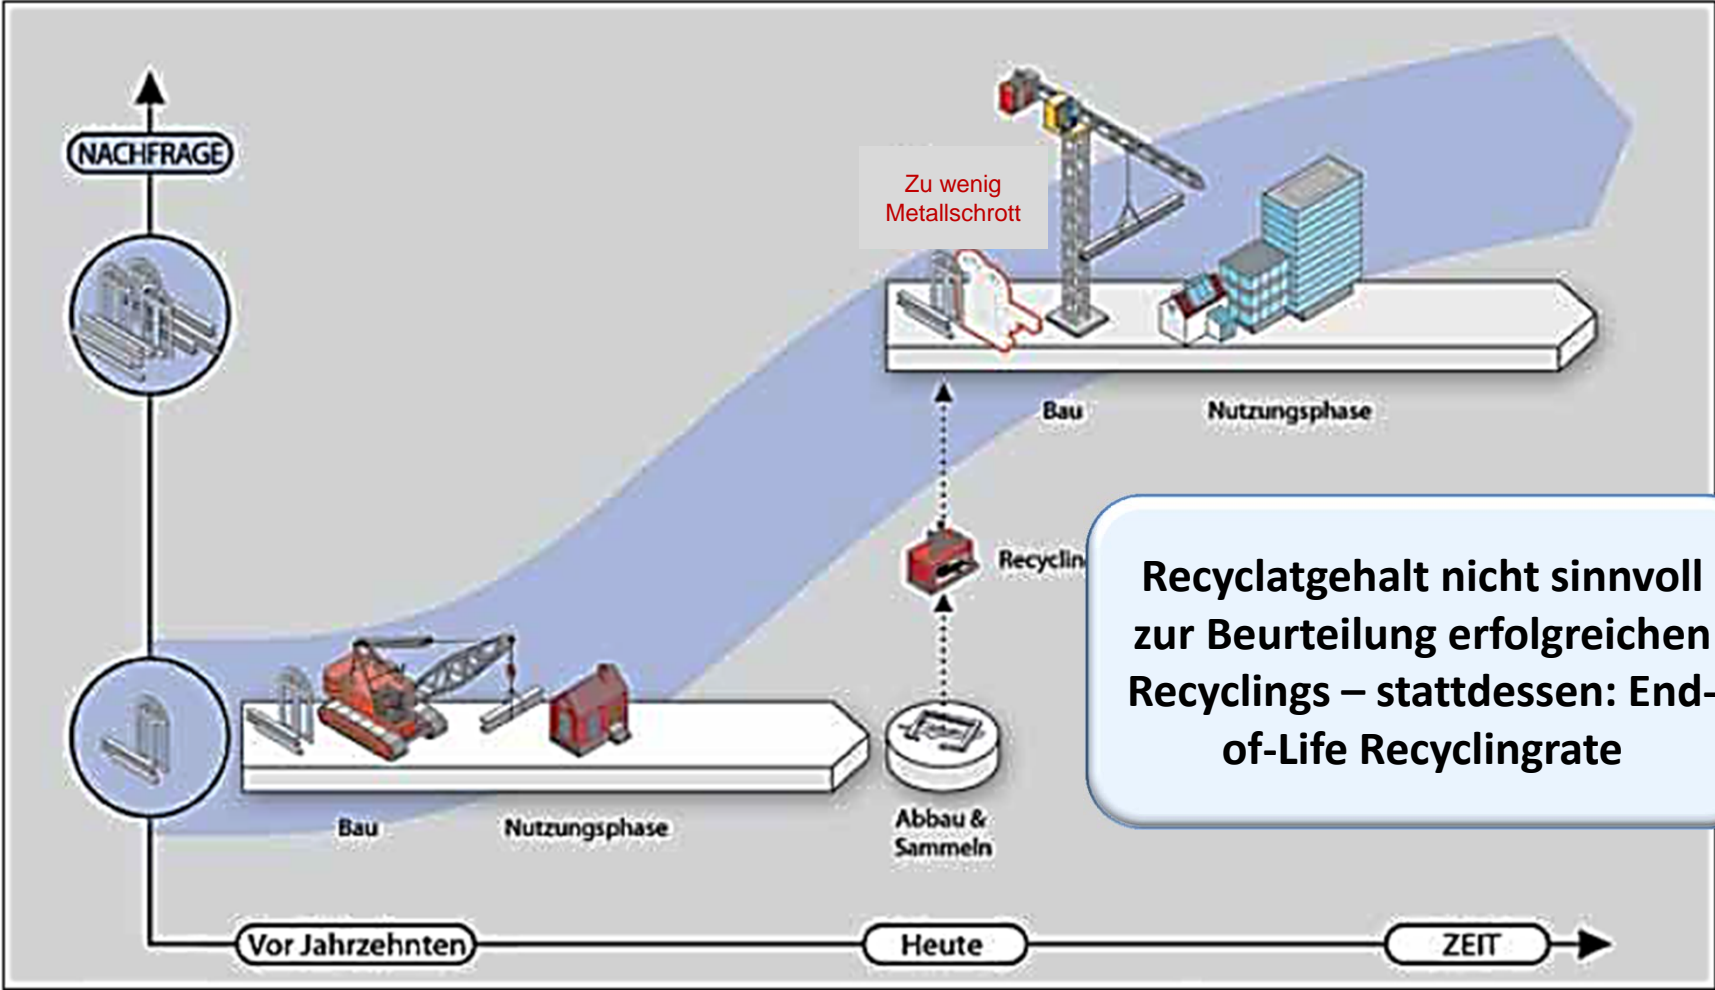 NACHFRAGE
Zu wenig
Metallschrott
Bau
Nutzungsphase
Recyclin
Recyclatgehalt nicht sinnvoll
zur Beurteilung erfolgreichen
Recyclings – stattdessen: End-
of-Life Recyclingrate
Bau
Nutzungsphase
Abbau &
Sammeln
Vor Jahrzehnten
Heute
ZEIT